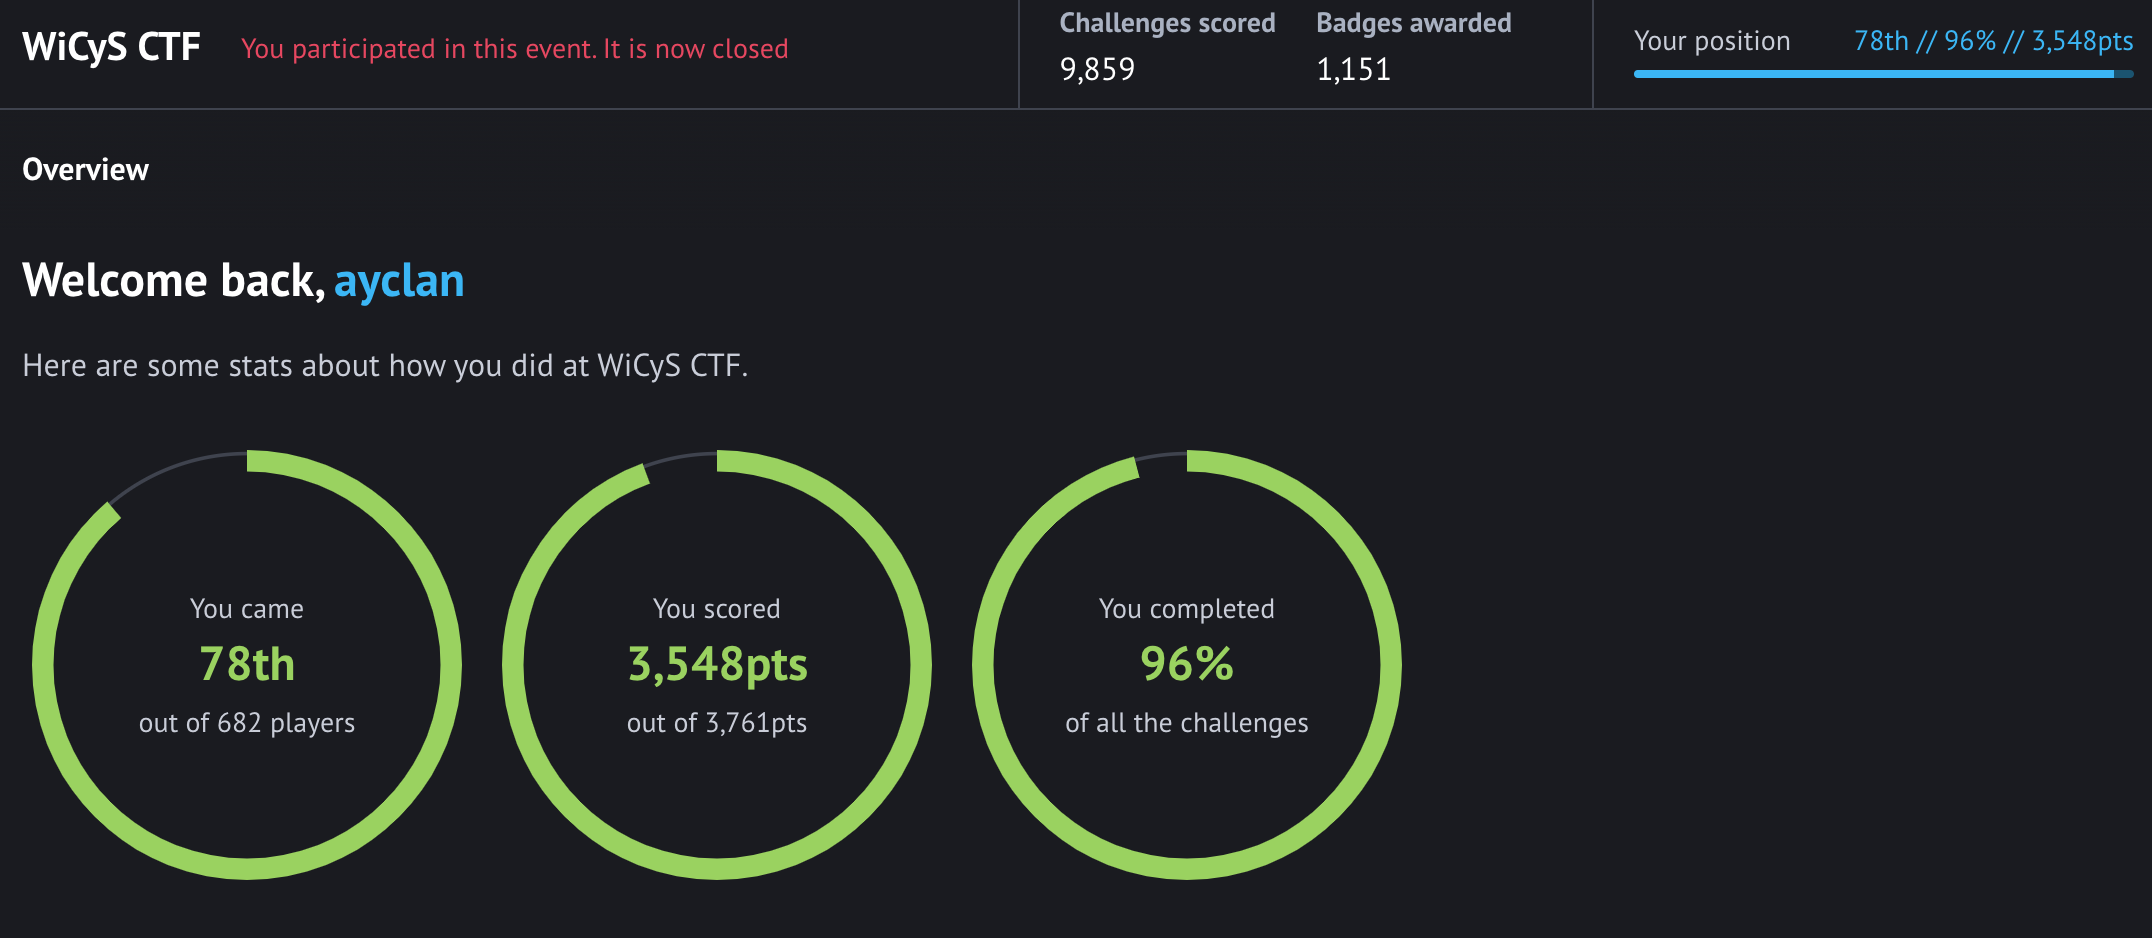 WiCyS CTF
You participated in this event. It is now closed
Challenges scored
9,859
Badges awarded
1,151
Your position
78th // 96% // 3,548pts
Overview
Welcome back, ayclan
Here are some stats about how you did at WiCyS CTF.
You came
78th
out of 682 players
You scored
3,548pts
out of 3,761pts
You completed
96%
of all the challenges